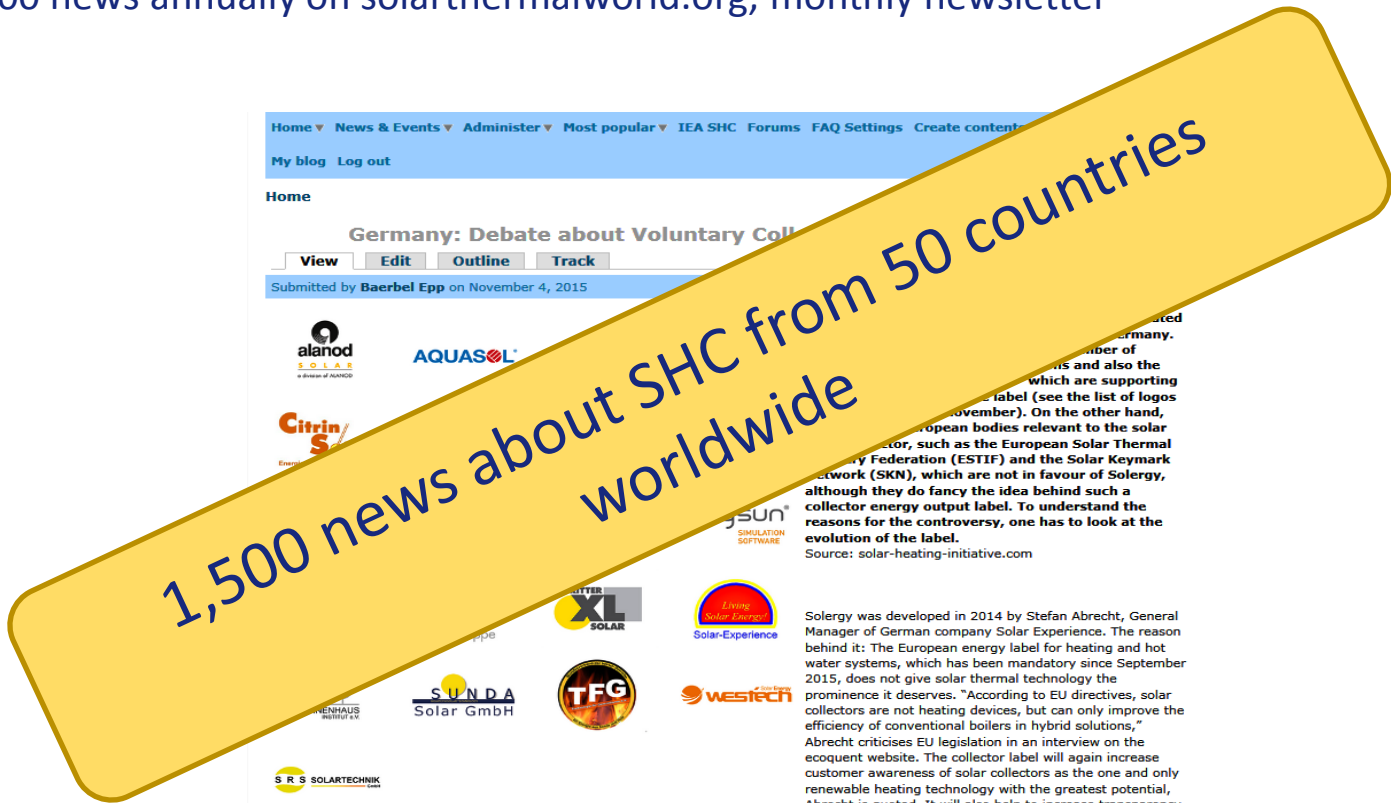 00 news annually on solarthermalworld.org, monthly newsletter
Home News & Events Administer Most popular IEA SHC Forums FAQ Settings Create
My blog Log out
Home
Germany: Debate about Voluntary
View Edit Outline Track
Submitted by Baerbel Epp on November 4, 2015
1,500 news about SHC from 50 countries
worldwide
alanod
SOLAR
a division of ALANOD
AQUASOL
Citrin
of
and also the
which are supporting
label (see the list of logos
On the other hand,
bodies relevant to the solar
such as the European Solar Thermal
Federation (ESTIF) and the Solar Keymark
(SKN), which are not in favour of Solergy,
although they do fancy the idea behind such a
collector energy output label. To understand the
reasons for the controversy, one has to look at the
evolution of the label.
Source: solar-heating-initiative.com
SIMULATION
SOFTWARE
XL
SOLAR
Living
Solar Energy!
Solar-Experience
INSTITUT e.V.
SUNDA
Solar GmbH
TFG
westech
SRS SOLARTECHNIK
GmbH
Solergy was developed in 2014 by Stefan Abrecht, General
Manager of German company Solar Experience. The reason
behind it: The European energy label for heating and hot
water systems, which has been mandatory since September
2015, does not give solar thermal technology the
prominence it deserves. “According to EU directives, solar
collectors are not heating devices, but can only improve the
efficiency of conventional boilers in hybrid solutions,”
Abrecht criticises EU legislation in an interview on the
ecoquent website. The collector label will again increase
customer awareness of solar collectors as the one and only
renewable heating technology with the greatest potential,
Abrecht is quoted. It will also help to increase transparency